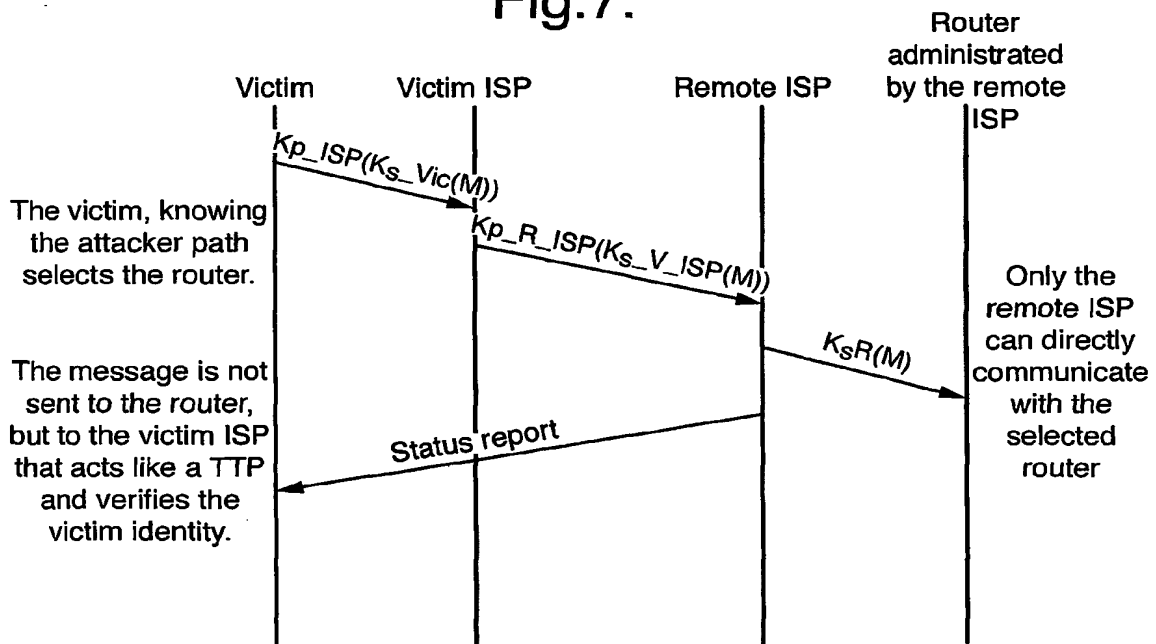 Fig.7.
Router
administrated
by the remote
ISP
Victim
Victim ISP
Remote ISP
Kp_ISP(Ks_Vic(M))
The victim, knowing
the attacker path
selects the router.
Kp_R_ISP(Ks_V_ISP(M))
Only the
remote ISP
can directly
communicate
with the
selected
router
KsR(M)
The message is not
sent to the router,
but to the victim ISP
that acts like a TTP
and verifies the
victim identity.
Status report